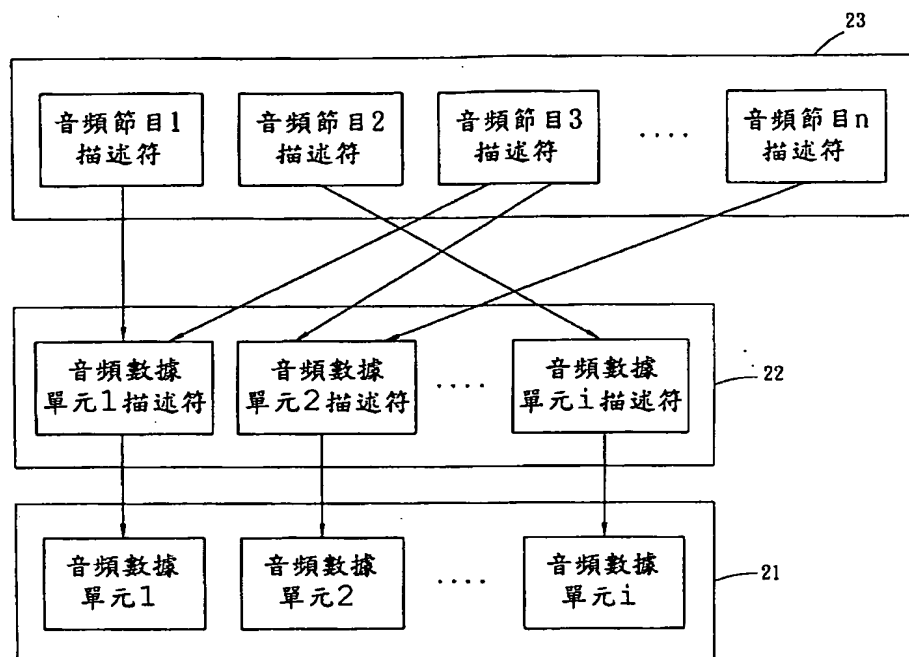 23
音頻節目1
描述符
音頻節目2
描述符
音頻節目3
描述符
····
音頻節目n
描述符
音頻數據
單元1描述符
音頻數據
單元2描述符
····
音頻數據
單元i描述符
22
音頻數據
單元1
音頻數據
單元2
····
音頻數據
單元i
21